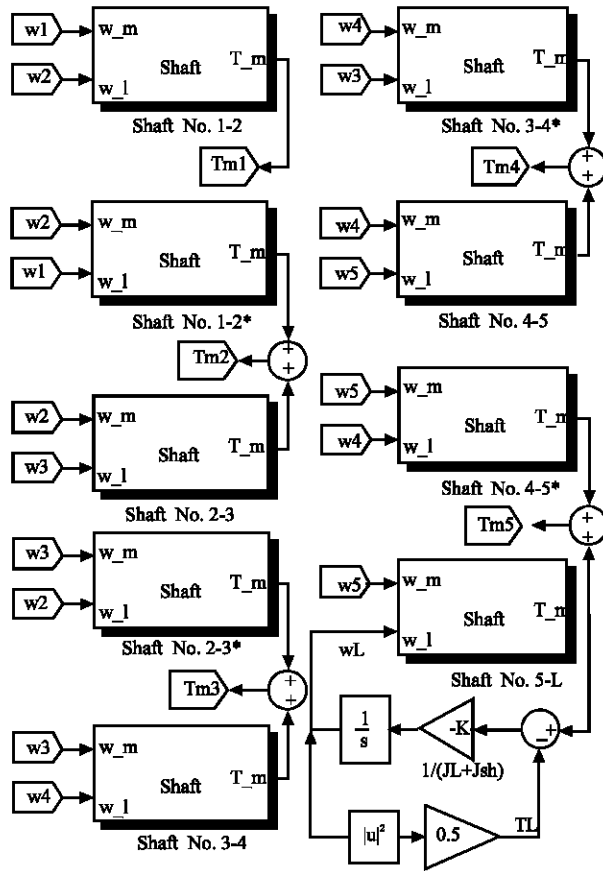 w1
w_m
w2
w_l
Shaft
T_m
Shaft No. 1-2
Tm1
w2
w_m
w1
w_l
Shaft
T_m
Shaft No. 1-2*
Tm2
+
+
w2
w_m
w3
w_l
Shaft
T_m
Shaft No. 2-3
w3
w_m
w2
w_l
Shaft
T_m
Shaft No. 2-3*
Tm3
+
+
w3
w_m
w4
w_l
Shaft
T_m
Shaft No. 3-4
w4
w_m
w3
w_l
Shaft
T_m
Shaft No. 3-4*
Tm4
+
+
w4
w_m
w5
w_l
Shaft
T_m
Shaft No. 4-5
w5
w_m
w4
w_l
Shaft
T_m
Shaft No. 4-5*
Tm5
+
+
w5
w_m
wL
w_l
Shaft
T_m
Shaft No. 5-L
1
s
-K
1/(JL+Jsh)
+
−
|u|²
0.5
TL